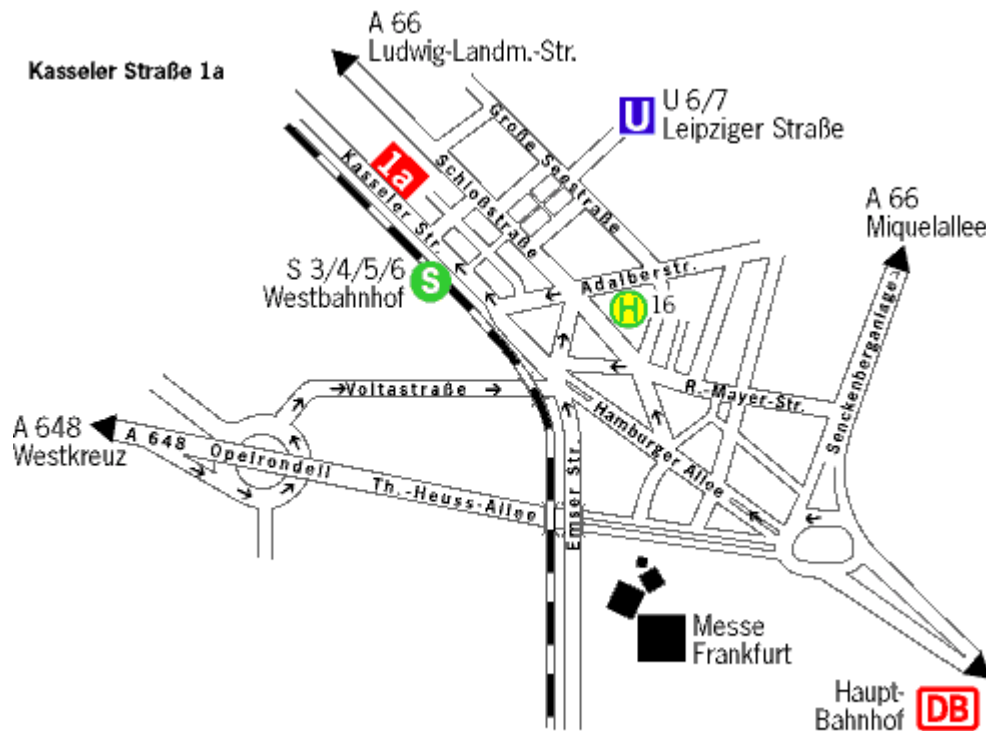 A 66
Ludwig-Landm.-Str.
Kasseler Straße 1a
U
U 6/7
Leipziger Straße
Große Seestraße
1a
Schloßstraße
Kasseler Str.
A 66
Miquelallee
S 3/4/5/6
Westbahnhof
S
Adalberstr.
H
16
Senckenberganlage
Voltastraße
R.-Mayer-Str.
A 648
Westkreuz
A 648
Opelrondell
Hamburger Allee
Th.-Heuss-Allee
Emser Str.
Messe
Frankfurt
Haupt-
Bahnhof
DB